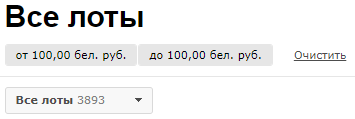 Все лоты
от 100,00 бел. руб. до 100,00 бел. руб. Очистить
Все лоты 3893